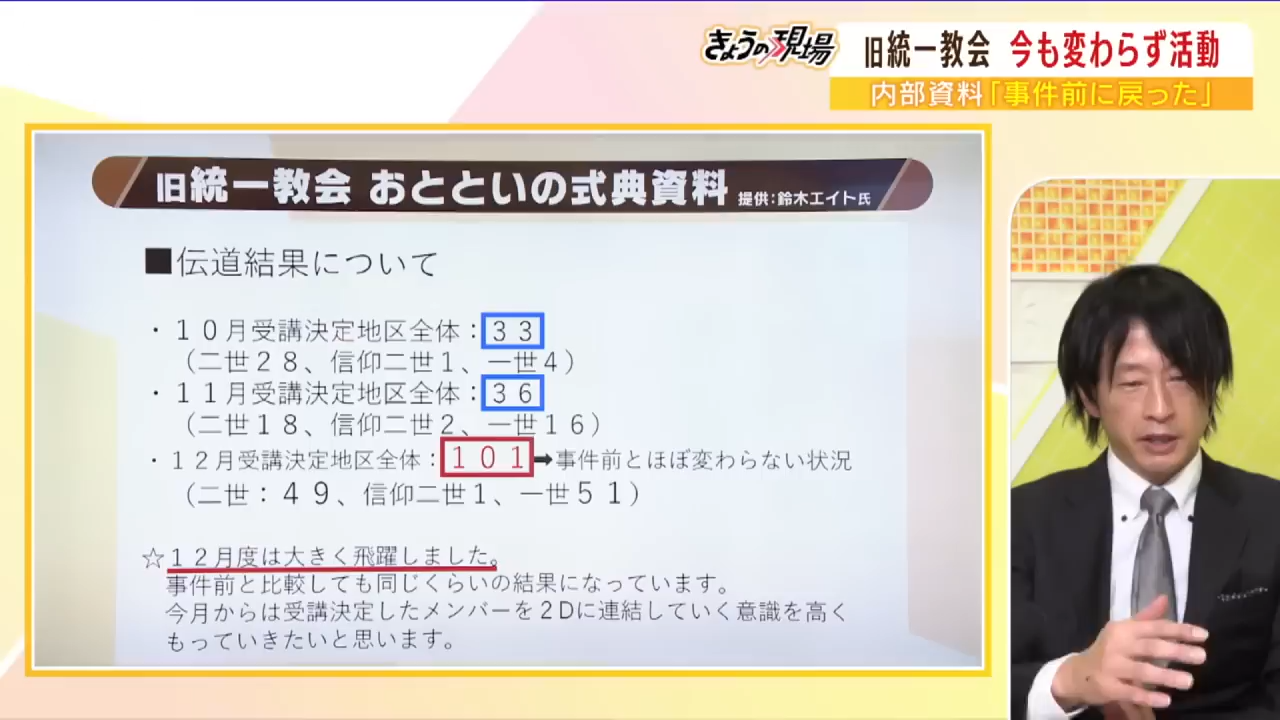 きょうの現場
旧統一教会 今も変わらず活動
内部資料「事件前に戻った」
旧統一教会 おとといの式典資料 提供:鈴木エイト氏
■伝道結果について
・１０月受講決定地区全体：３３
（二世２８、信仰二世１、一世４）
・１１月受講決定地区全体：３６
（二世１８、信仰二世２、一世１６）
・１２月受講決定地区全体：１０１➡事件前とほぼ変わらない状況
（二世：４９、信仰二世１、一世５１）
☆１２月度は大きく飛躍しました。
事件前と比較しても同じくらいの結果になっています。
今月からは受講決定したメンバーを２Dに連結していく意識を高く
もっていきたいと思います。